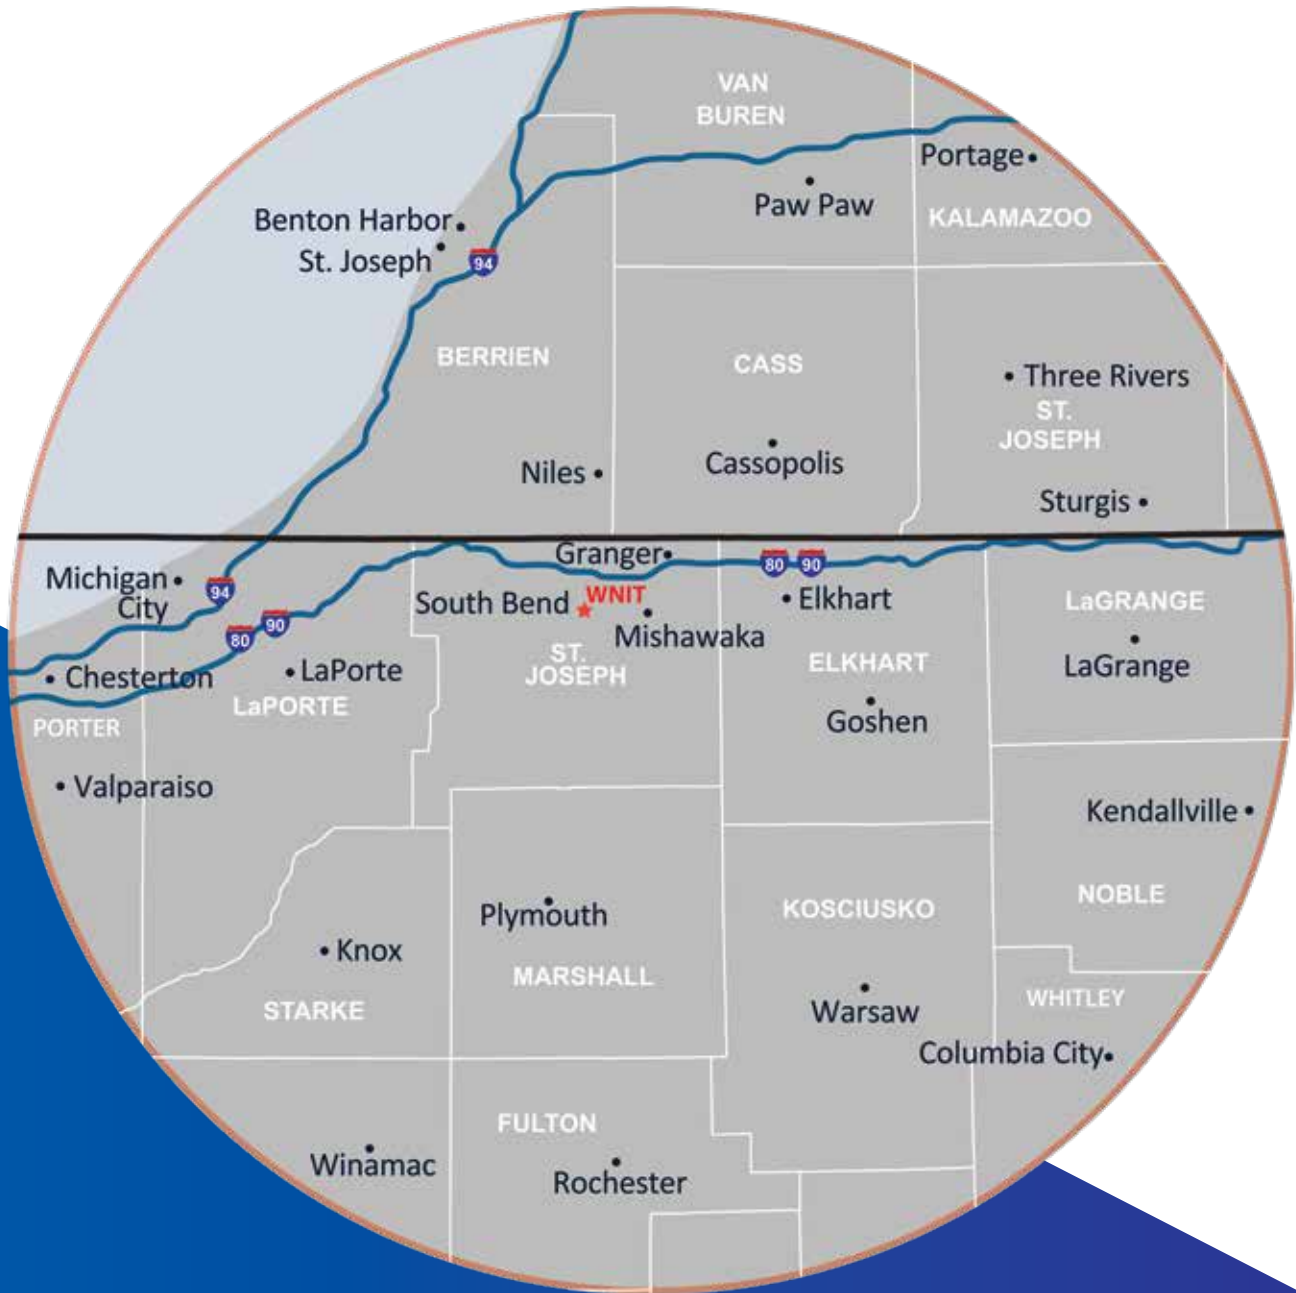 VAN
BUREN
Portage
Paw Paw
KALAMAZOO
Benton Harbor
St. Joseph
94
BERRIEN
CASS
Three Rivers
ST.
JOSEPH
Niles
Cassopolis
Sturgis
Granger
80
90
Michigan
City
94
South Bend
WNIT
Elkhart
LaGRANGE
80
90
Mishawaka
Chesterton
LaPorte
ST.
JOSEPH
ELKHART
LaGrange
LaPORTE
PORTER
Goshen
Valparaiso
Kendallville
Plymouth
KOSCIUSKO
NOBLE
Knox
MARSHALL
STARKE
Warsaw
WHITLEY
Columbia City
FULTON
Winamac
Rochester